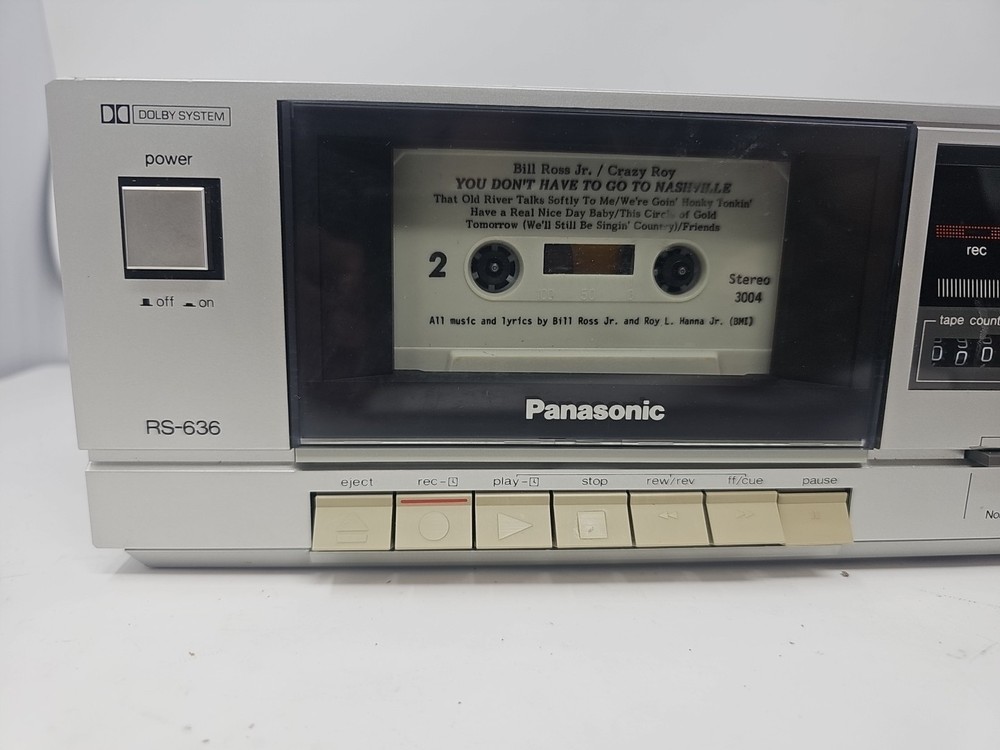 DOLBY SYSTEM
power
off on
RS-636
Bill Ross Jr. / Crazy Roy
YOU DON'T HAVE TO GO TO NASHVILLE
That Old River Talks Softly To Me/We're Goin' Honky Tonkin'
Have a Real Nice Day Baby/This Circle of Gold
Tomorrow (We'll Still Be Singin' Country)/Friends
2
Stereo
3004
All music and lyrics by Bill Ross Jr. and Roy L. Hanna Jr. (BMI)
Panasonic
eject rec- play- stop rew/rev ff/cue pause
rec
tape count
000
No